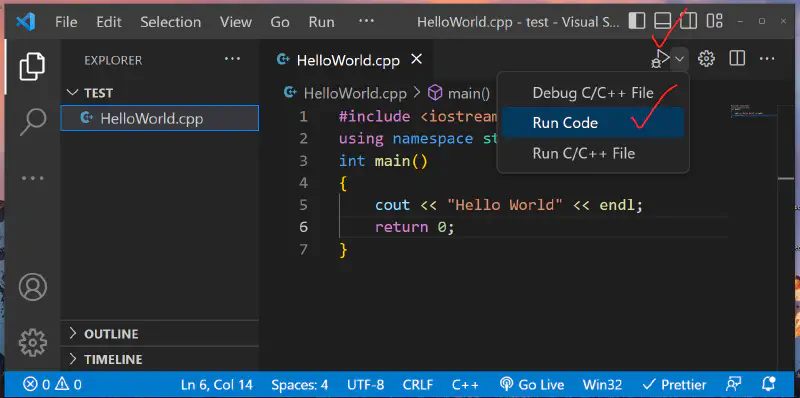 File Edit Selection View Go Run ... HelloWorld.cpp - test - Visual S...
EXPLORER ...
HelloWorld.cpp
TEST
HelloWorld.cpp
HelloWorld.cpp > main()
Debug C/C++ File
Run Code
Run C/C++ File
1 #include <iostream
2 using namespace st
3 int main()
4 {
5 cout << "Hello World" << endl;
6 return 0;
7 }
OUTLINE
TIMELINE
0 0 Ln 6, Col 14 Spaces: 4 UTF-8 CRLF C++ Go Live Win32 Prettier